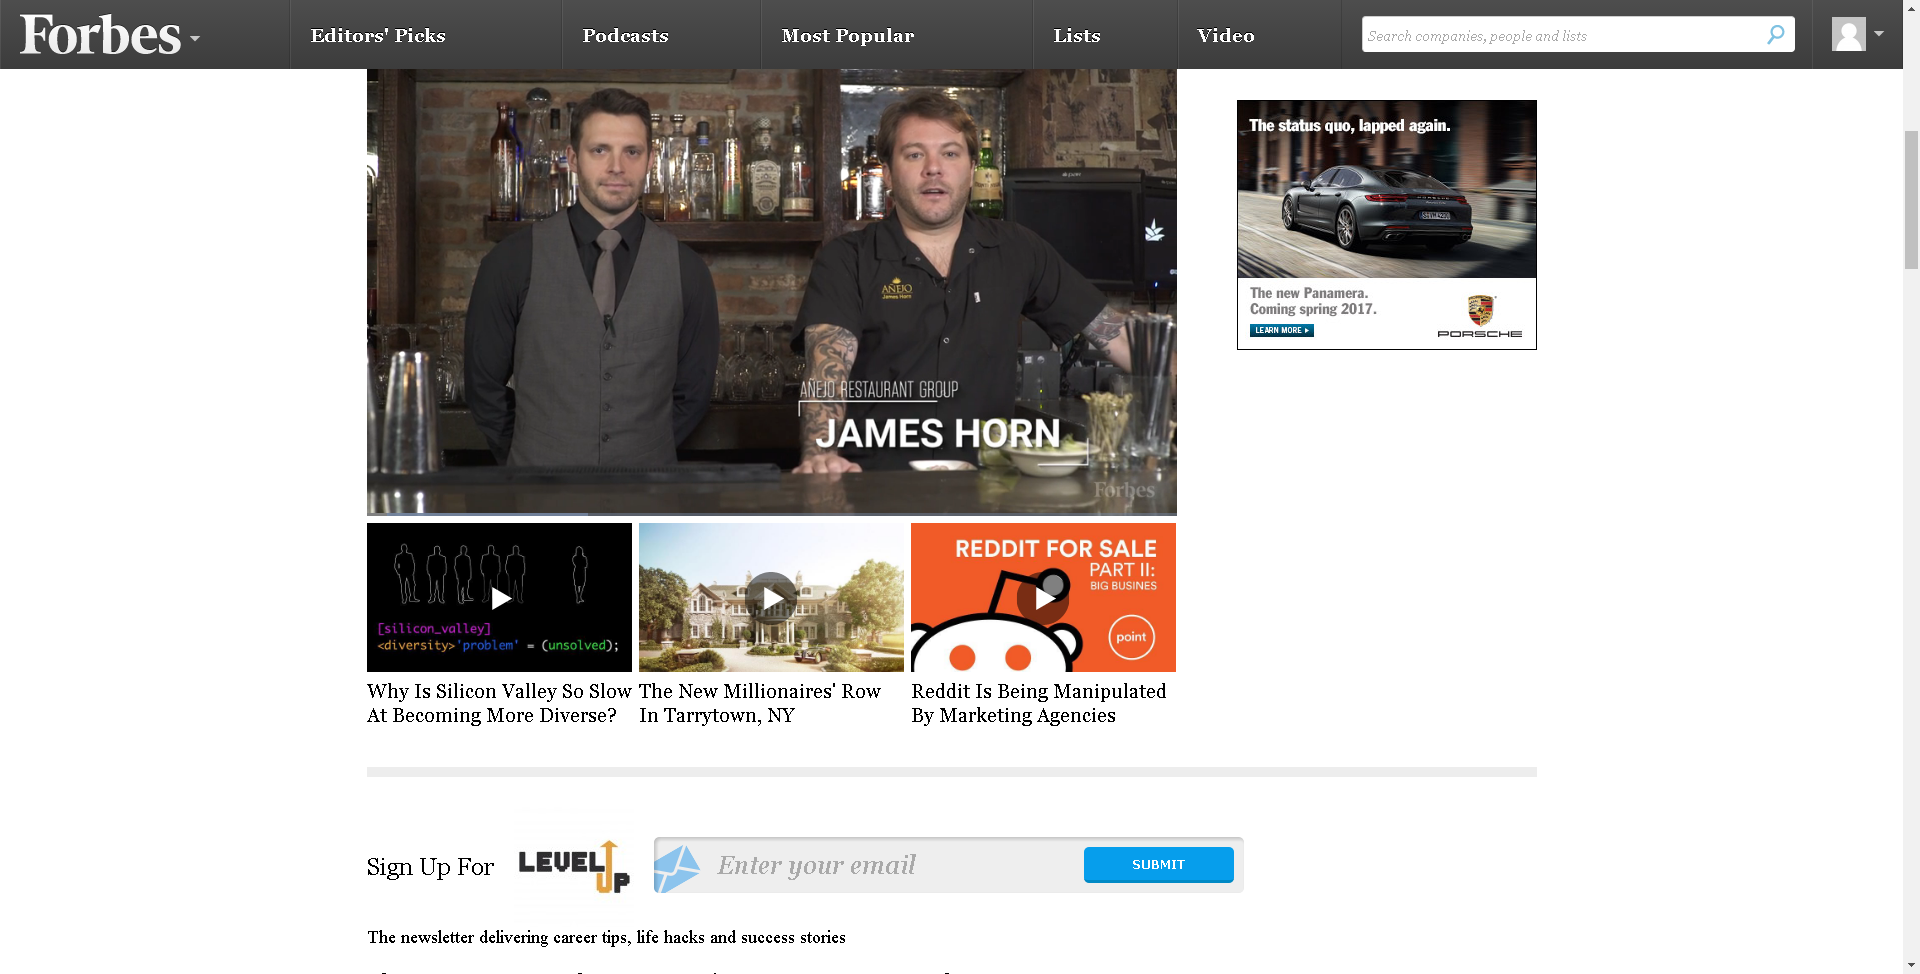 Forbes
Editors' Picks
Podcasts
Most Popular
Lists
Video
Search companies, people and lists
AÑEJO
James Horn
AÑEJO RESTAURANT GROUP
JAMES HORN
Forbes
The status quo, lapped again.
The new Panamera.
Coming spring 2017.
LEARN MORE
PORSCHE
[silicon_valley]
<diversity>'problem' = (unsolved);
REDDIT FOR SALE
PART II:
BIG BUSINES
point
Why Is Silicon Valley So Slow
At Becoming More Diverse?
The New Millionaires' Row
In Tarrytown, NY
Reddit Is Being Manipulated
By Marketing Agencies
Sign Up For
LEVEL UP
Enter your email
SUBMIT
The newsletter delivering career tips, life hacks and success stories